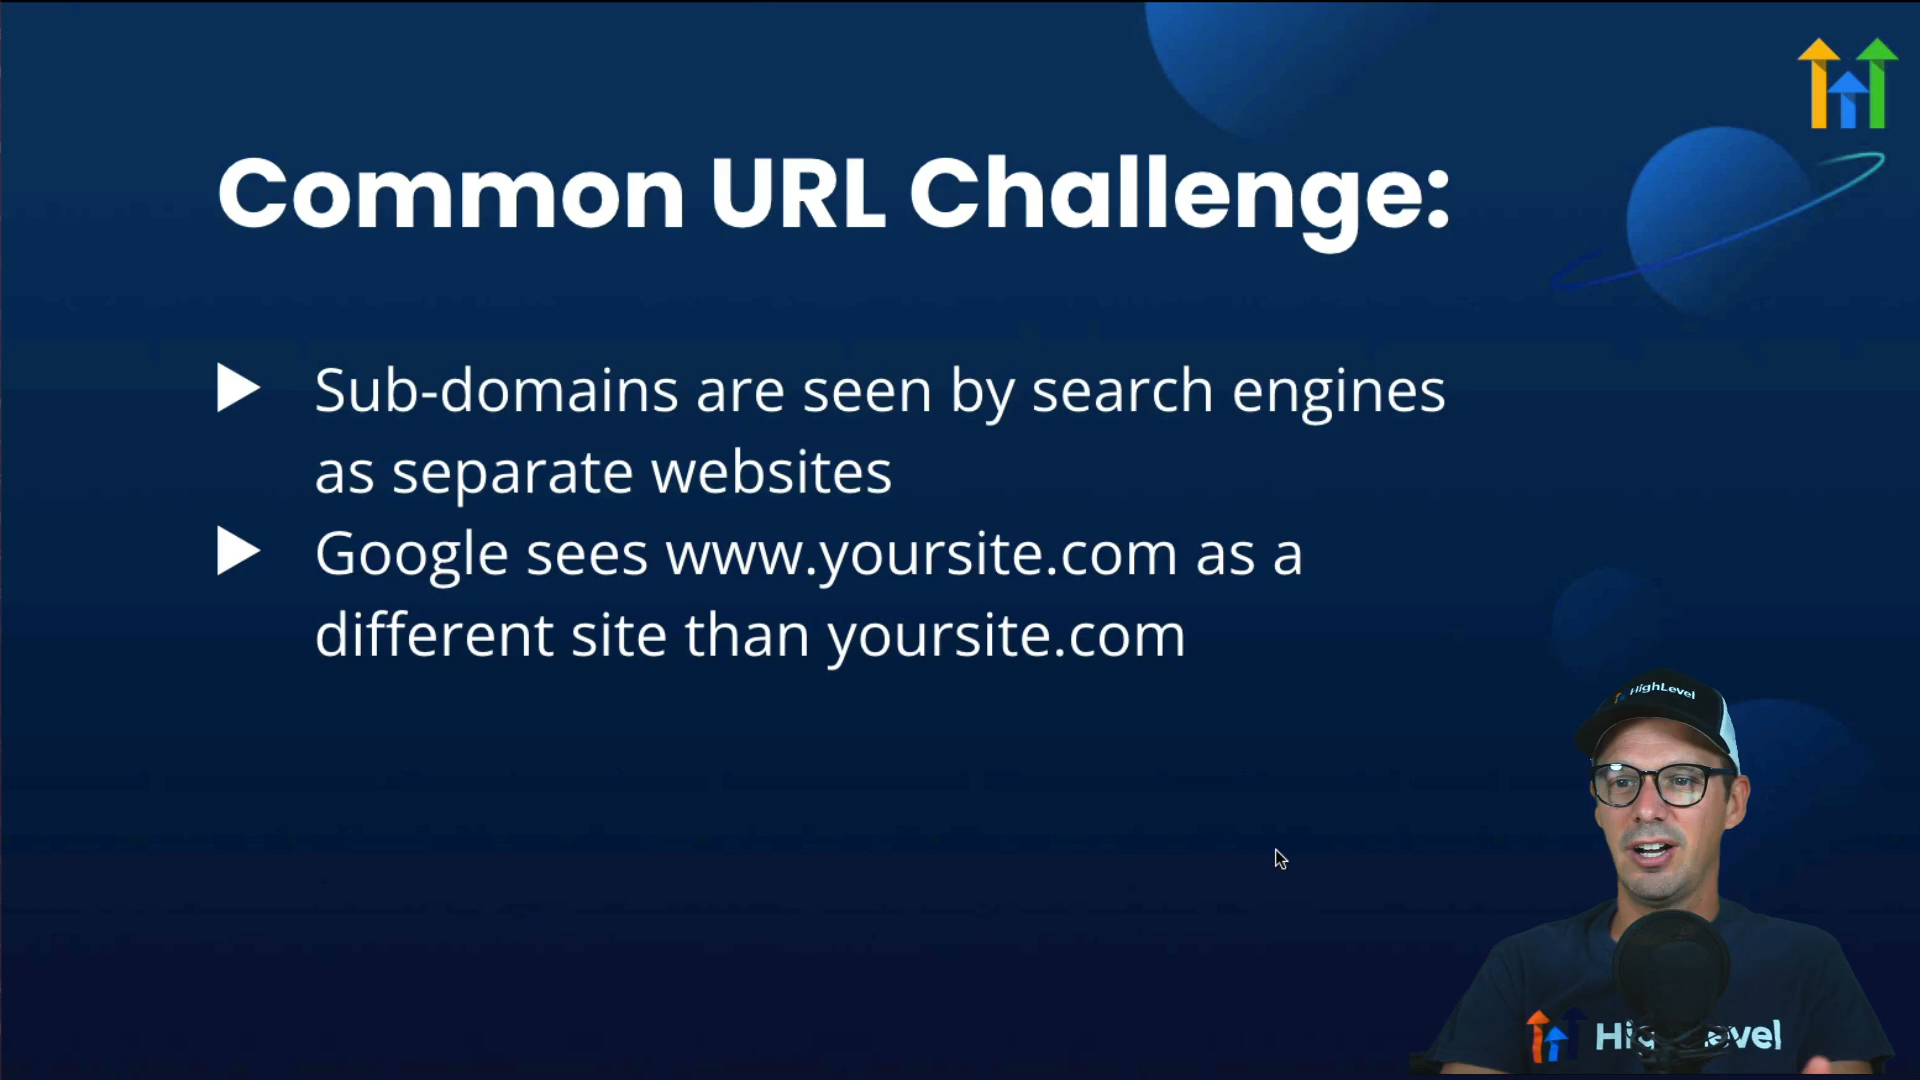 Common URL Challenge:
Sub-domains are seen by search engines
as separate websites
Google sees www.yoursite.com as a
different site than yoursite.com
HighLevel